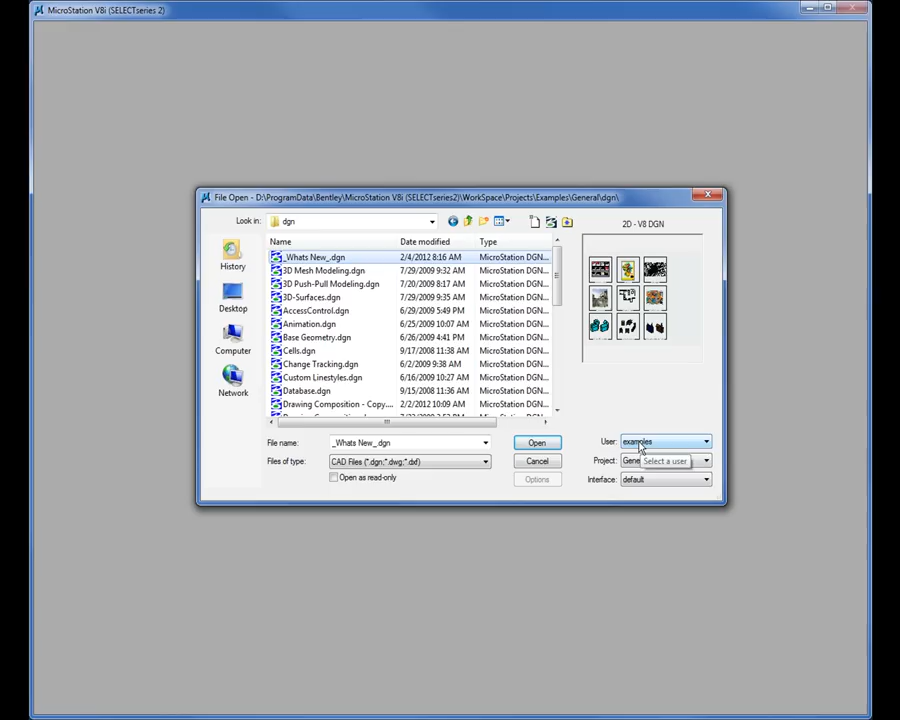 MicroStation V8i (SELECTseries 2)
File Open - D:\ProgramData\Bentley\MicroStation V8i (SELECTseries2)\WorkSpace\Projects\Examples\General\dgn\
Look in: dgn
2D - V8 DGN
Name Date modified Type
_Whats New_.dgn 2/4/2012 8:16 AM MicroStation DGN...
3D Mesh Modeling.dgn 7/29/2009 9:32 AM MicroStation DGN...
3D Push-Pull Modeling.dgn 7/20/2009 8:17 AM MicroStation DGN...
3D-Surfaces.dgn 7/29/2009 9:35 AM MicroStation DGN...
AccessControl.dgn 6/29/2009 5:49 PM MicroStation DGN...
Animation.dgn 6/25/2009 10:07 AM MicroStation DGN...
Base Geometry.dgn 6/26/2009 4:41 PM MicroStation DGN...
Cells.dgn 9/17/2008 11:38 AM MicroStation DGN...
Change Tracking.dgn 6/2/2009 9:38 AM MicroStation DGN...
Custom Linestyles.dgn 6/16/2009 10:27 AM MicroStation DGN...
Database.dgn 9/15/2008 11:36 AM MicroStation DGN...
Drawing Composition - Copy.... 2/2/2012 10:09 AM MicroStation DGN...
History
Desktop
Computer
Network
File name: _Whats New_.dgn Open User: examples
Files of type: CAD Files (*.dgn;*.dwg;*.dxf) Cancel Project: Gene
Select a user
Open as read-only Options Interface: default